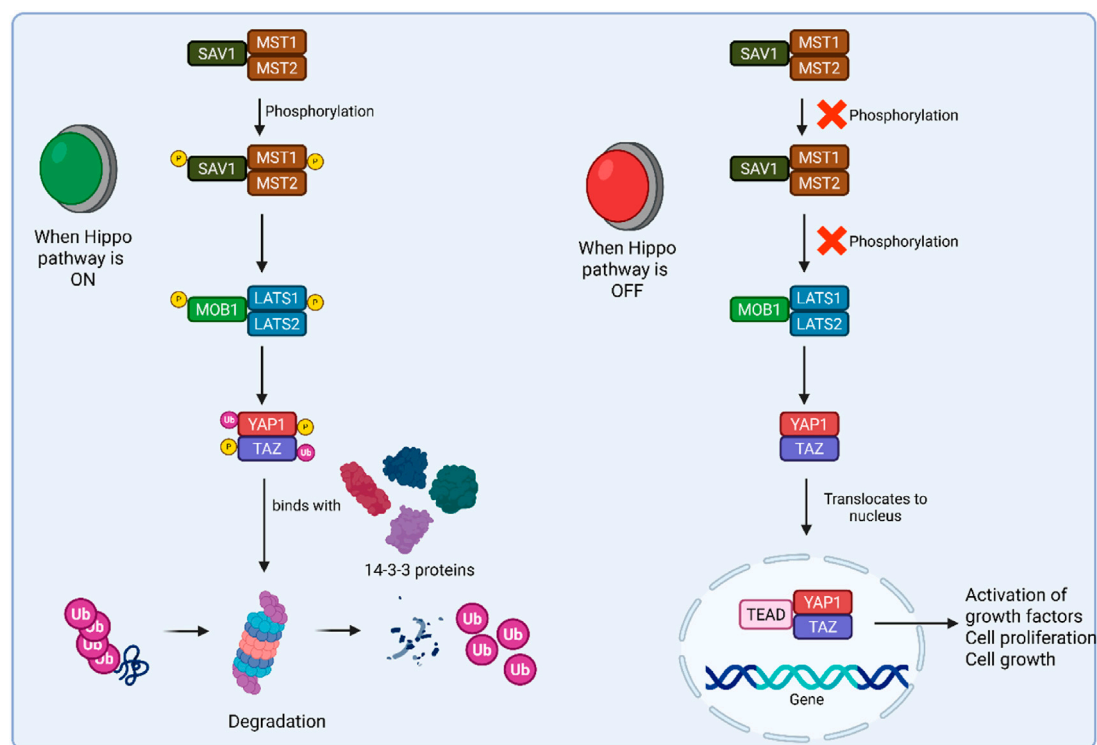 SAV1
MST1
MST2
Phosphorylation
P
SAV1
MST1
P
MST2
When Hippo
pathway is
ON
P
MOB1
LATS1
P
LATS2
Ub
YAP1
P
P
TAZ
Ub
binds with
14-3-3 proteins
Ub
Ub
Ub
Ub
Degradation
Ub
Ub
Ub
Ub
SAV1
MST1
MST2
Phosphorylation
SAV1
MST1
MST2
When Hippo
pathway is
OFF
Phosphorylation
MOB1
LATS1
LATS2
YAP1
TAZ
Translocates to
nucleus
TEAD
YAP1
TAZ
Gene
Activation of
growth factors
Cell proliferation
Cell growth